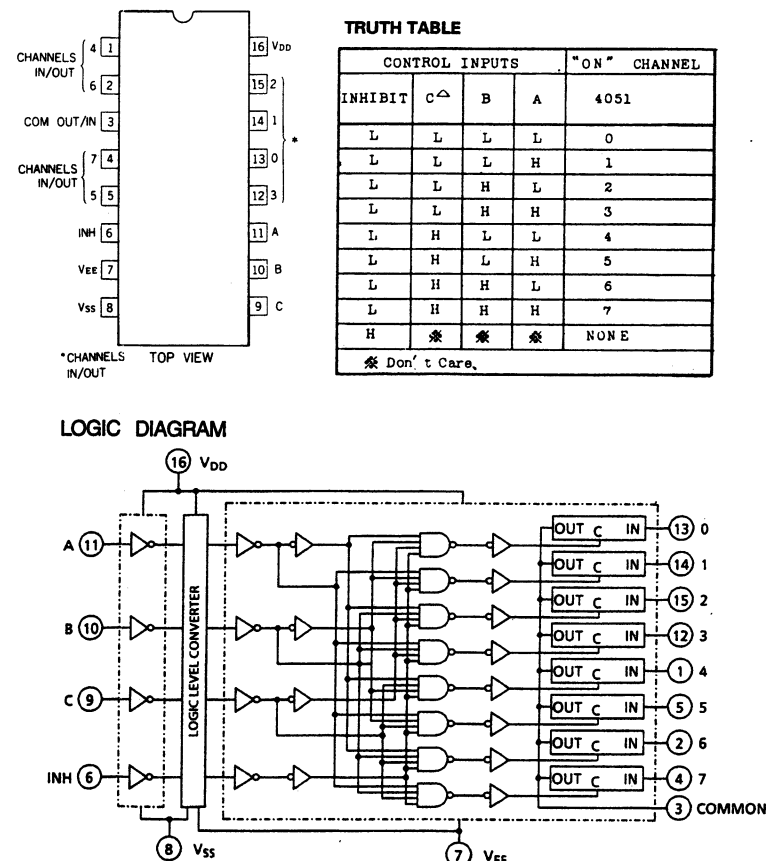 TRUTH TABLE
CHANNELS IN/OUT
4 1
6 2
COM OUT/IN 3
CHANNELS IN/OUT
7 4
5 5
INH 6
VEE 7
VSS 8
16 VDD
15 2
14 1
*
13 0
12 3
11 A
10 B
9 C
*CHANNELS IN/OUT
TOP VIEW
CONTROL INPUTS "ON" CHANNEL
INHIBIT C△ B A 4051
L L L L 0
L L L H 1
L L H L 2
L L H H 3
L H L L 4
L H L H 5
L H H L 6
L H H H 7
H ※ ※ ※ NONE
※ Don't Care.
LOGIC DIAGRAM
16 VDD
A 11
B 10
C 9
INH 6
LOGIC LEVEL CONVERTER
OUT C IN 13 0
OUT C IN 14 1
OUT C IN 15 2
OUT C IN 12 3
OUT C IN 1 4
OUT C IN 5 5
OUT C IN 2 6
OUT C IN 4 7
3 COMMON
8 VSS
7 VEE